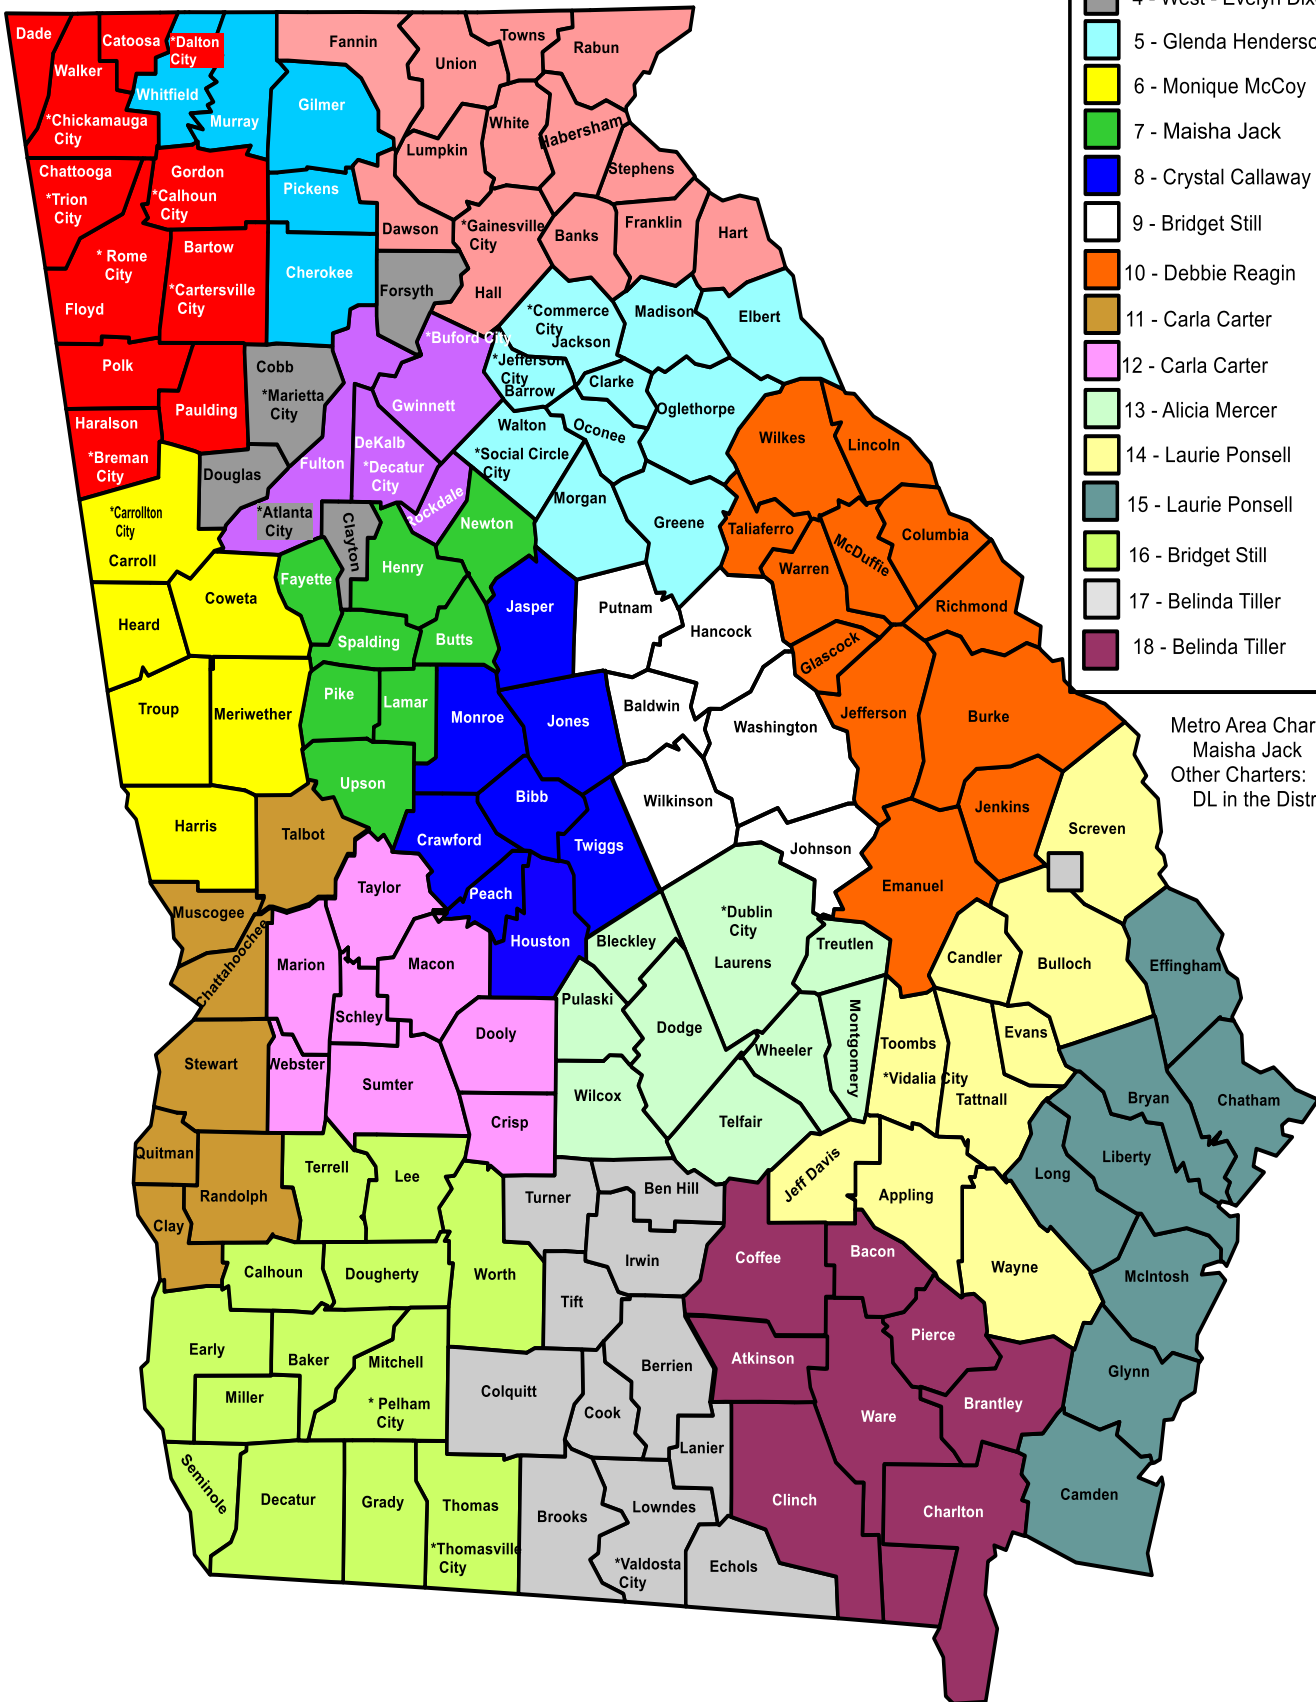 Dade
Catoosa
*Dalton
City
Walker
Whitfield
Murray
*Chickamauga
City
Fannin
Union
Towns
Rabun
Gilmer
White
Habersham
Lumpkin
Stephens
Chattooga
*Trion
City
Gordon
*Calhoun
City
Pickens
Dawson
*Gainesville
City
Hall
Banks
Franklin
Hart
* Rome
City
Floyd
Bartow
*Cartersville
City
Cherokee
Forsyth
*Buford City
*Commerce
City
Jackson
Madison
Elbert
*Jefferson
City
Barrow
Clarke
Oglethorpe
Polk
Paulding
Cobb
*Marietta
City
Gwinnett
Haralson
*Breman
City
Douglas
Fulton
DeKalb
*Decatur
City
*Atlanta
City
Rockdale
Walton
*Social Circle
City
Oconee
Morgan
Greene
Wilkes
Lincoln
*Carrollton
City
Carroll
Clayton
Henry
Newton
Fayette
Taliaferro
Columbia
McDuffie
Warren
Richmond
Heard
Coweta
Spalding
Butts
Jasper
Putnam
Hancock
Glascock
Troup
Meriwether
Pike
Lamar
Monroe
Jones
Baldwin
Washington
Jefferson
Burke
Upson
Bibb
Wilkinson
Jenkins
Harris
Talbot
Crawford
Twiggs
Johnson
Screven
Taylor
Peach
Emanuel
Muscogee
Chattahoochee
Marion
Macon
Houston
Bleckley
*Dublin
City
Laurens
Treutlen
Candler
Bulloch
Effingham
Schley
Dooly
Pulaski
Dodge
Wheeler
Montgomery
Toombs
*Vidalia City
Evans
Tattnall
Stewart
Webster
Sumter
Crisp
Wilcox
Telfair
Bryan
Chatham
Quitman
Randolph
Terrell
Lee
Turner
Ben Hill
Jeff Davis
Appling
Long
Liberty
Clay
Calhoun
Dougherty
Worth
Irwin
Tift
Coffee
Bacon
Wayne
McIntosh
Early
Baker
Mitchell
* Pelham
City
Miller
Colquitt
Cook
Berrien
Atkinson
Pierce
Brantley
Glynn
Ware
Lanier
Seminole
Decatur
Grady
Thomas
*Thomasville
City
Brooks
Lowndes
*Valdosta
City
Echols
Clinch
Charlton
Camden
5 - Glenda Henderso
6 - Monique McCoy
7 - Maisha Jack
8 - Crystal Callaway
9 - Bridget Still
10 - Debbie Reagin
11 - Carla Carter
12 - Carla Carter
13 - Alicia Mercer
14 - Laurie Ponsell
15 - Laurie Ponsell
16 - Bridget Still
17 - Belinda Tiller
18 - Belinda Tiller
Metro Area Char
Maisha Jack
Other Charters:
DL in the Distr